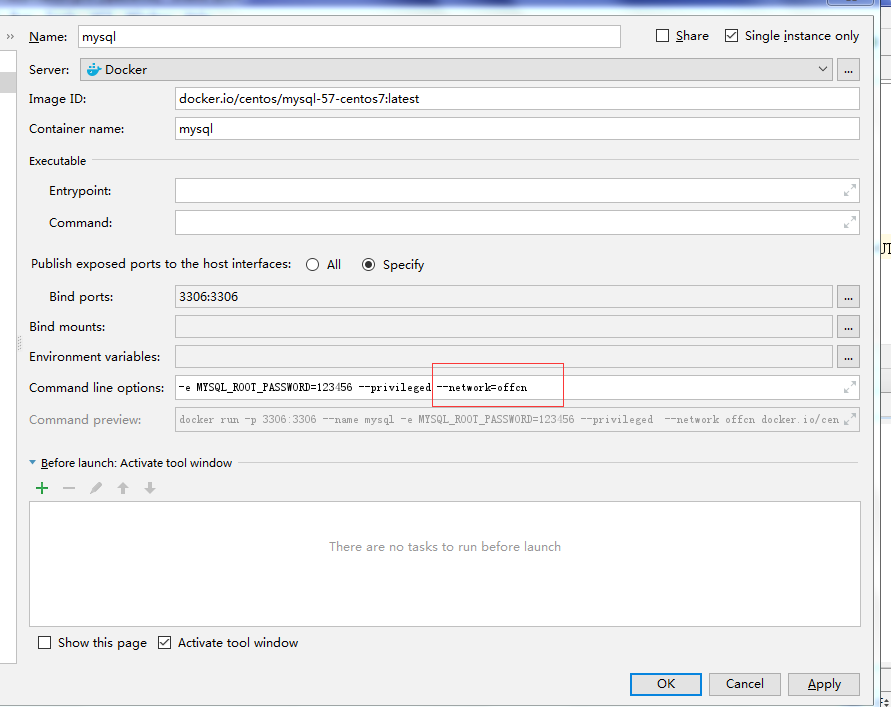 Name: mysql
Share
Single instance only
Server: Docker
...
Image ID: docker.io/centos/mysql-57-centos7:latest
Container name: mysql
Executable
Entrypoint:
Command:
Publish exposed ports to the host interfaces: All Specify
Bind ports: 3306:3306
...
Bind mounts:
...
Environment variables:
...
Command line options: -e MYSQL_ROOT_PASSWORD=123456 --privileged --network=offcn
Command preview: docker run -p 3306:3306 --name mysql -e MYSQL_ROOT_PASSWORD=123456 --privileged --network offcn docker.io/cen
Before launch: Activate tool window
There are no tasks to run before launch
Show this page
Activate tool window
OK
Cancel
Apply